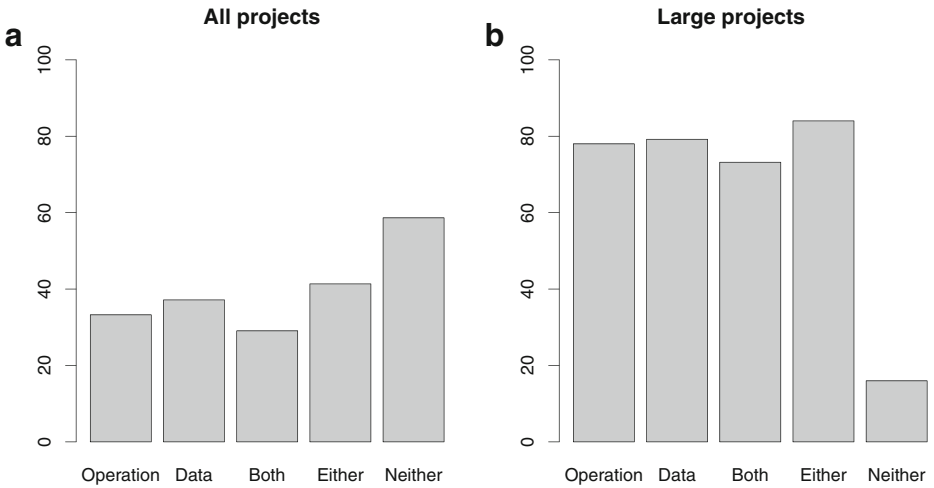 a
All projects
100
80
60
40
20
0
Operation Data Both Either Neither
b
Large projects
100
80
60
40
20
0
Operation Data Both Either Neither